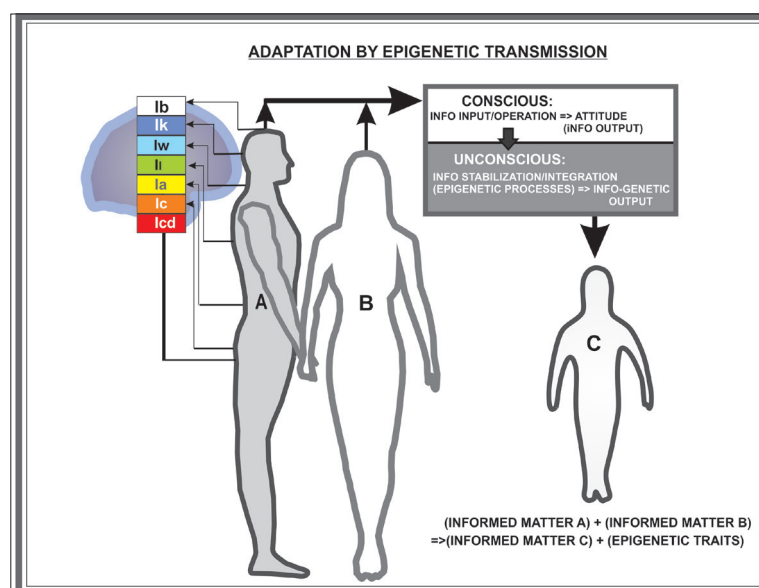 ADAPTATION BY EPIGENETIC TRANSMISSION
Ib
Ik
Iw
Il
Ia
Ic
Icd
A
B
CONSCIOUS:
INFO INPUT/OPERATION => ATTITUDE
(iNFO OUTPUT)
UNCONSCIOUS:
INFO STABILIZATION/INTEGRATION
(EPIGENETIC PROCESSES) => INFO-GENETIC
OUTPUT
C
(INFORMED MATTER A) + (INFORMED MATTER B)
=>(INFORMED MATTER C) + (EPIGENETIC TRAITS)